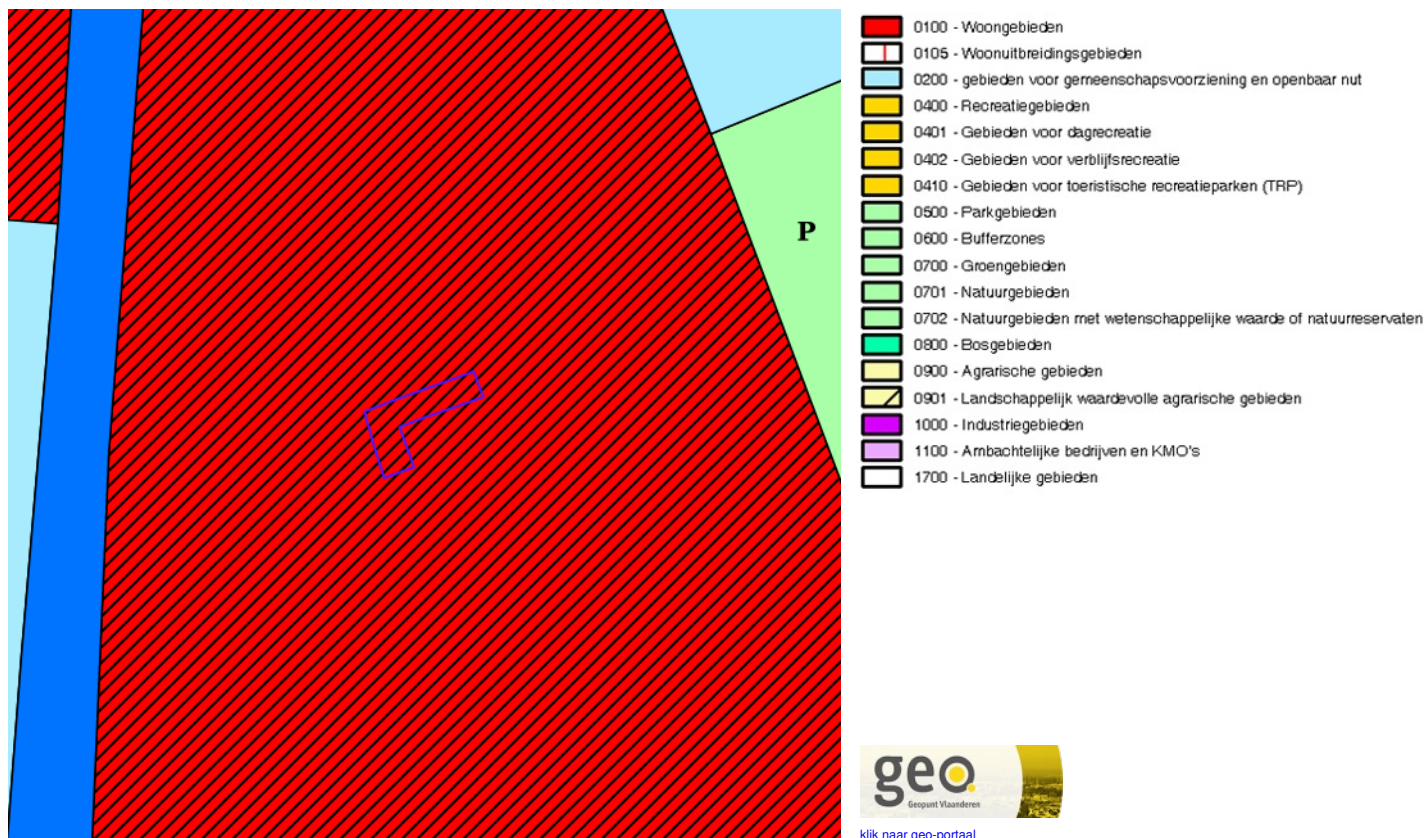 P
0100 - Woongebieden
0105 - Woonuitbreidingsgebieden
0200 - gebieden voor gemeenschapsvoorziening en openbaar nut
0400 - Recreatiegebieden
0401 - Gebieden voor dagrecreatie
0402 - Gebieden voor verblijfsrecreatie
0410 - Gebieden voor toeristische recreatieparken (TRP)
0500 - Parkgebieden
0600 - Bufferzones
0700 - Groengebieden
0701 - Natuurgebieden
0702 - Natuurgebieden met wetenschappelijke waarde of natuurreservaten
0800 - Bosgebieden
0900 - Agrarische gebieden
0901 - Landschappelijk waardevolle agrarische gebieden
1000 - Industriegebieden
1100 - Ambachtelijke bedrijven en KMO's
1700 - Landelijke gebieden
geo.
Geopunt Vlaanderen
klik naar geo-portaal